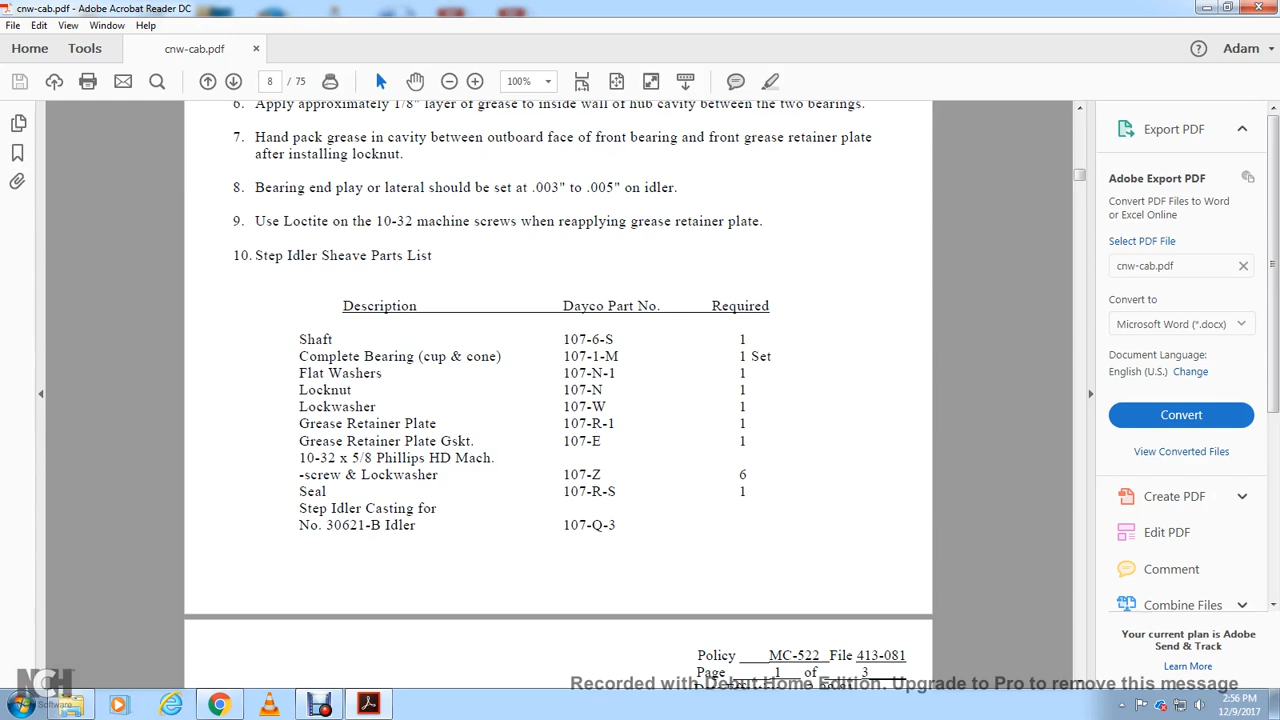 cnw-cab.pdf - Adobe Acrobat Reader DC
File Edit View Window Help
Home Tools cnw-cab.pdf × Adam
8 / 75 100%
6. Apply approximately 1/8" layer of grease to inside wall of hub cavity between the two bearings.
7. Hand pack grease in cavity between outboard face of front bearing and front grease retainer plate
after installing locknut.
8. Bearing end play or lateral should be set at .003" to .005" on idler.
9. Use Loctite on the 10-32 machine screws when reapplying grease retainer plate.
10. Step Idler Sheave Parts List
Description Dayco Part No. Required
Shaft 107-6-S 1
Complete Bearing (cup & cone) 107-1-M 1 Set
Flat Washers 107-N-1 1
Locknut 107-N 1
Lockwasher 107-W 1
Grease Retainer Plate 107-R-1 1
Grease Retainer Plate Gskt. 107-E 1
10-32 x 5/8 Phillips HD Mach.
-screw & Lockwasher 107-Z 6
Seal 107-R-S 1
Step Idler Casting for
No. 30621-B Idler 107-Q-3
Policy MC-522 File 413-081
Page 1 of 3
Export PDF
Adobe Export PDF
Convert PDF Files to Word
or Excel Online
Select PDF File
cnw-cab.pdf
Convert to
Microsoft Word (*.docx)
Document Language:
English (U.S.) Change
Convert
View Converted Files
Create PDF
Edit PDF
Comment
Combine Files
Your current plan is Adobe
Send & Track
Learn More
NCH
Software
Recorded with Debut Home Edition. Upgrade to Pro to remove this message
2:56 PM
12/9/2017